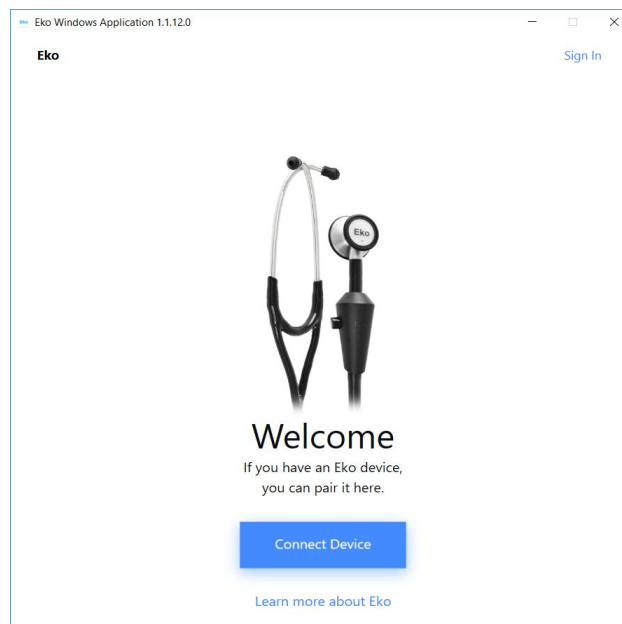 Eko Windows Application 1.1.12.0
Eko
Sign In
Eko
Welcome
If you have an Eko device,
you can pair it here.
Connect Device
Learn more about Eko